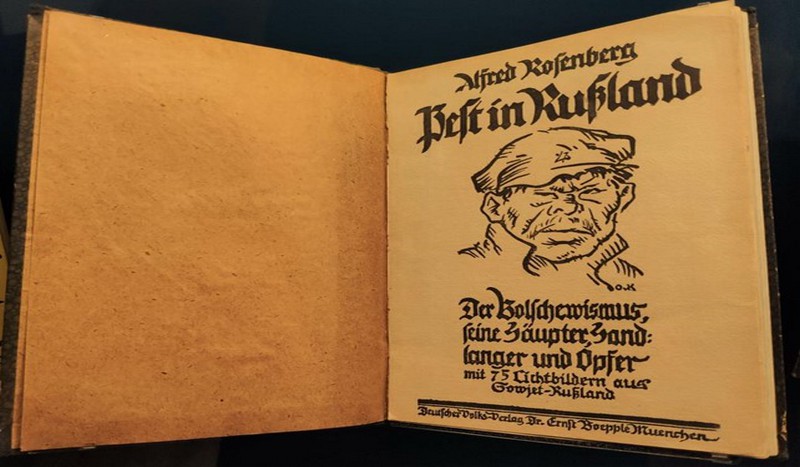 Alfred Rosenberg
Pest in Rußland
O.K
Der Bolschewismus,
seine Häupter, Hand-
langer und Opfer
mit 75 Lichtbildern aus
Sowjet-Rußland
Deutscher Volks-Verlag Dr. Ernst Boepple Muenchen